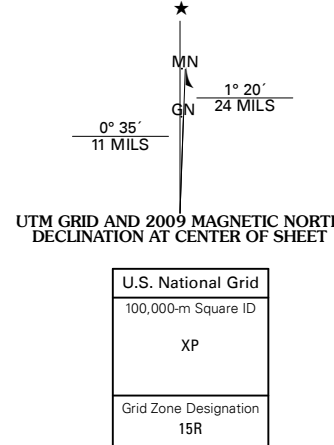 ★
MN
1° 20´
24 MILS
GN
0° 35´
11 MILS
UTM GRID AND 2009 MAGNETIC NORT
DECLINATION AT CENTER OF SHEET
U.S. National Grid
100,000-m Square ID
XP
Grid Zone Designation
15R